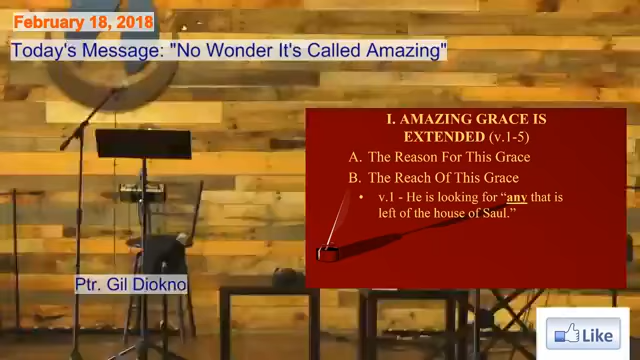 February 18, 2018
Today's Message: "No Wonder It's Called Amazing"
I. AMAZING GRACE IS
EXTENDED (v.1-5)
A. The Reason For This Grace
B. The Reach Of This Grace
• v.1 - He is looking for “any that is
left of the house of Saul.”
Ptr. Gil Diokno
Like